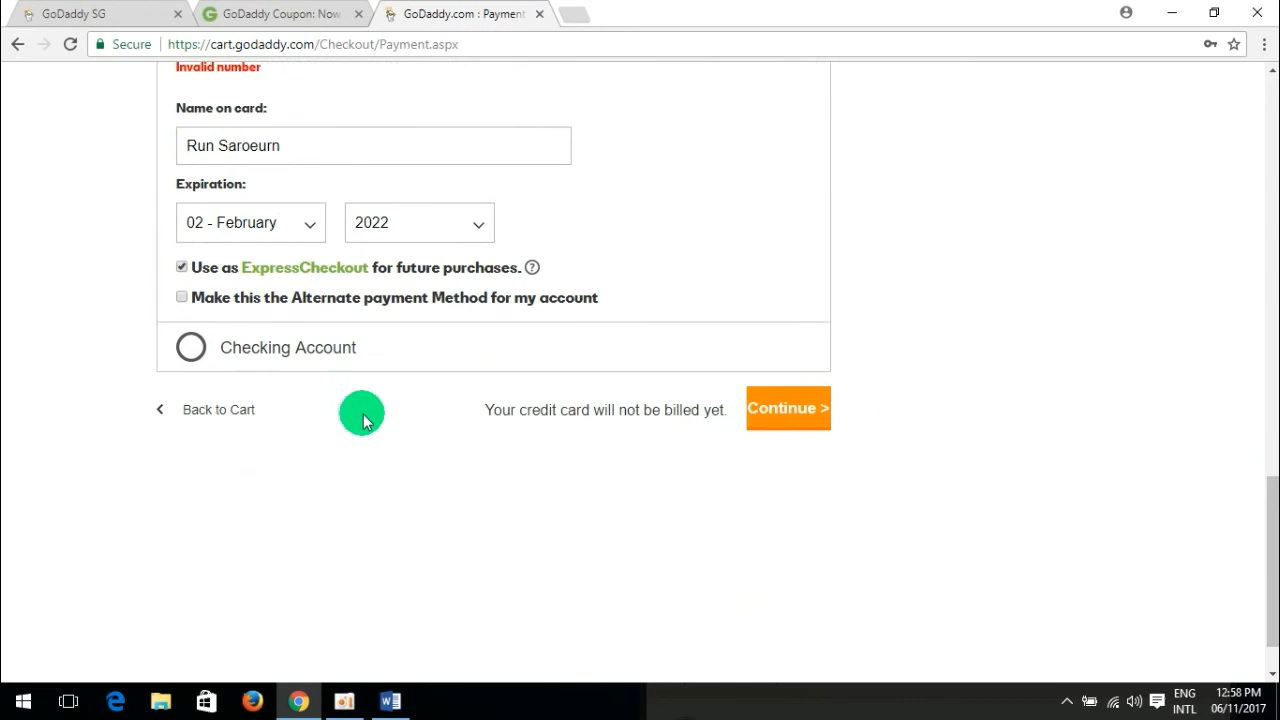 GoDaddy SG
GoDaddy Coupon: Now
GoDaddy.com : Payment
Secure
https://cart.godaddy.com/Checkout/Payment.aspx
Invalid number
Name on card:
Run Saroeurn
Expiration:
02 - February
2022
Use as ExpressCheckout for future purchases. ?
Make this the Alternate payment Method for my account
Checking Account
Back to Cart
Your credit card will not be billed yet.
Continue >
ENG
INTL
12:58 PM
06/11/2017